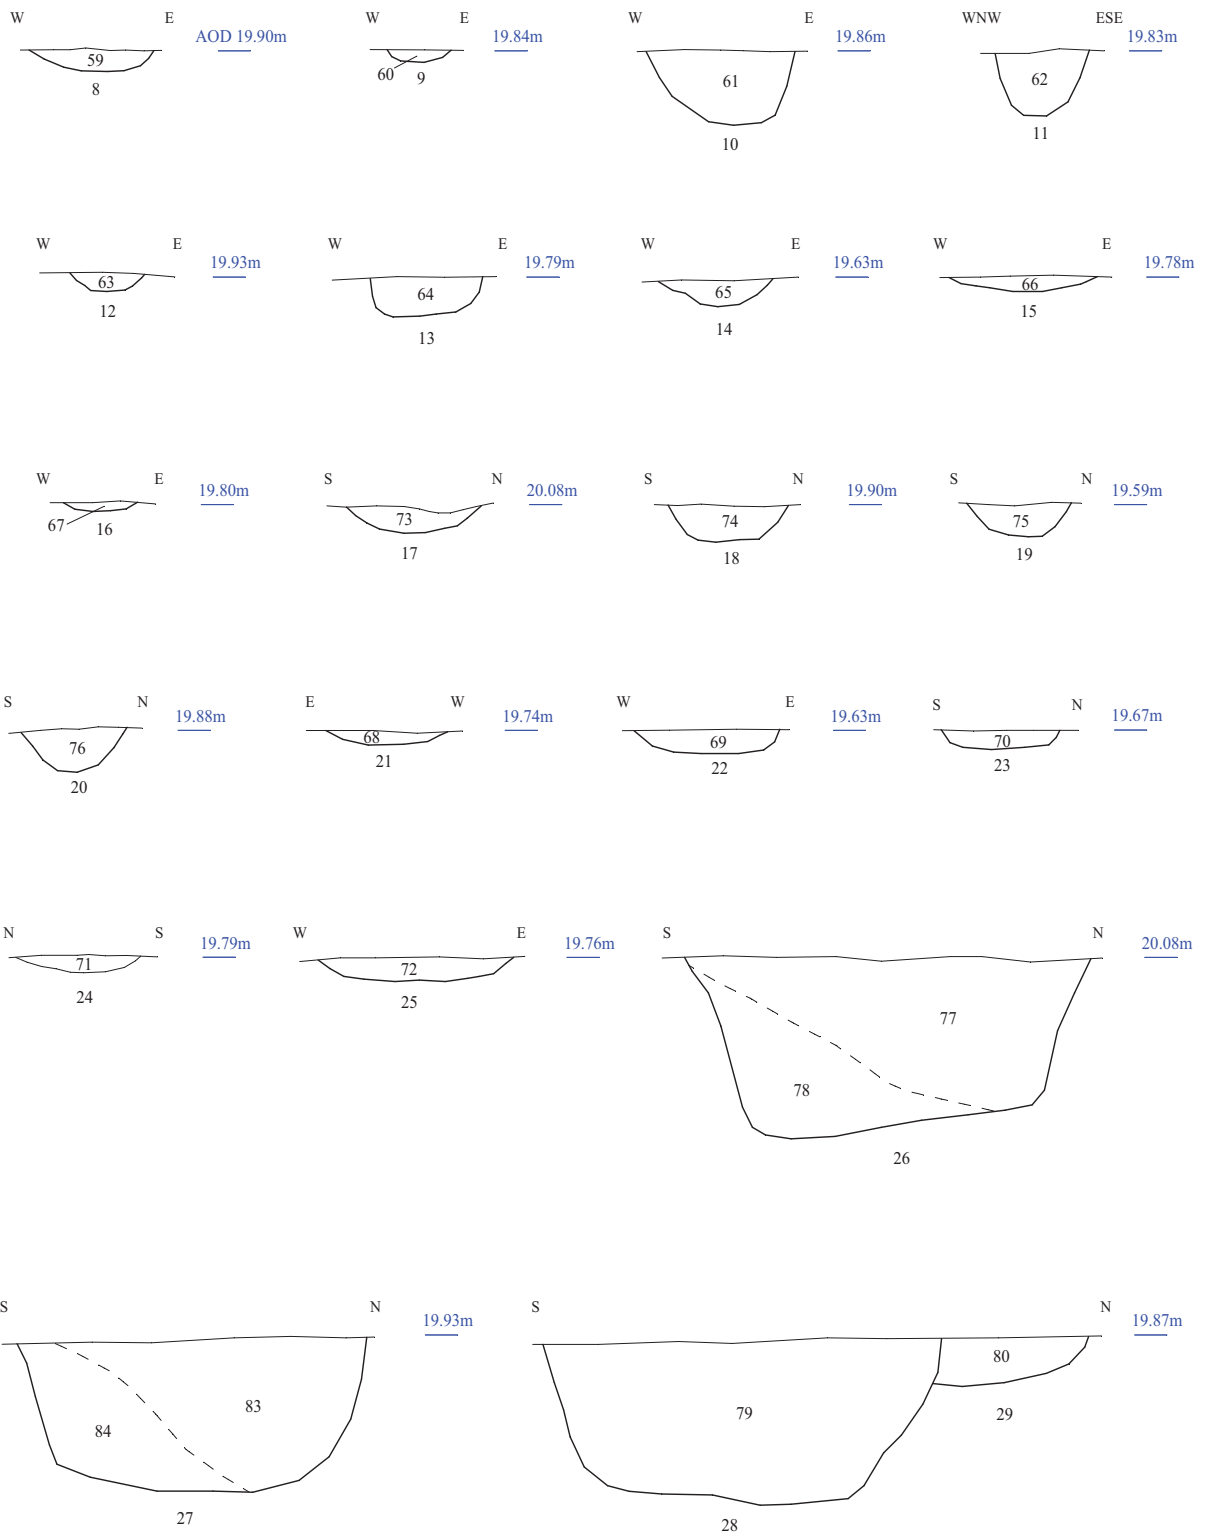 W E AOD 19.90m
59
8
W E 19.84m
60 9
W E 19.86m
61
10
WNW ESE 19.83m
62
11
W E 19.93m
63
12
W E 19.79m
64
13
W E 19.63m
65
14
W E 19.78m
66
15
W E 19.80m
67 16
S N 20.08m
73
17
S N 19.90m
74
18
S N 19.59m
75
19
S N 19.88m
76
20
E W 19.74m
68
21
W E 19.63m
69
22
S N 19.67m
70
23
N S 19.79m
71
24
W E 19.76m
72
25
S N 20.08m
77
78
26
S N 19.93m
83
84
27
S N 19.87m
80
79
29
28